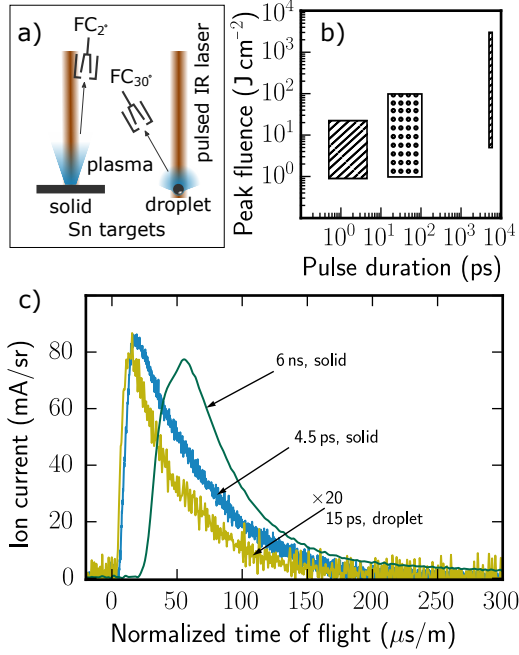 a)
FC2°
FC30°
pulsed IR laser
plasma
solid
droplet
Sn targets
b)
Peak fluence (J cm−2)
10^4
10^3
10^2
10^1
10^0
10^0 10^1 10^2 10^3 10^4
Pulse duration (ps)
c)
Ion current (mA/sr)
80
60
40
20
0
6 ns, solid
4.5 ps, solid
×20
15 ps, droplet
0 50 100 150 200 250 300
Normalized time of flight (μs/m)